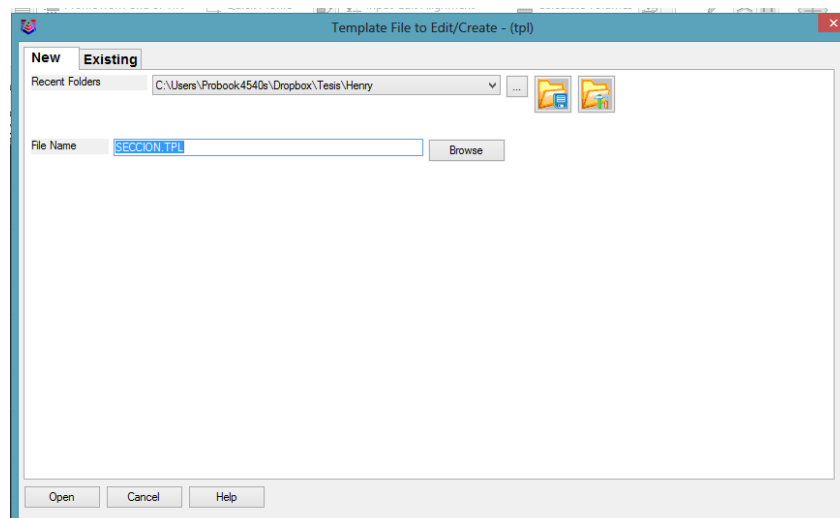 Template File to Edit/Create - (tpl)
New Existing
Recent Folders C:\Users\Probook4540s\Dropbox\Tesis\Henry ...
File Name SECCION.TPL Browse
Open Cancel Help